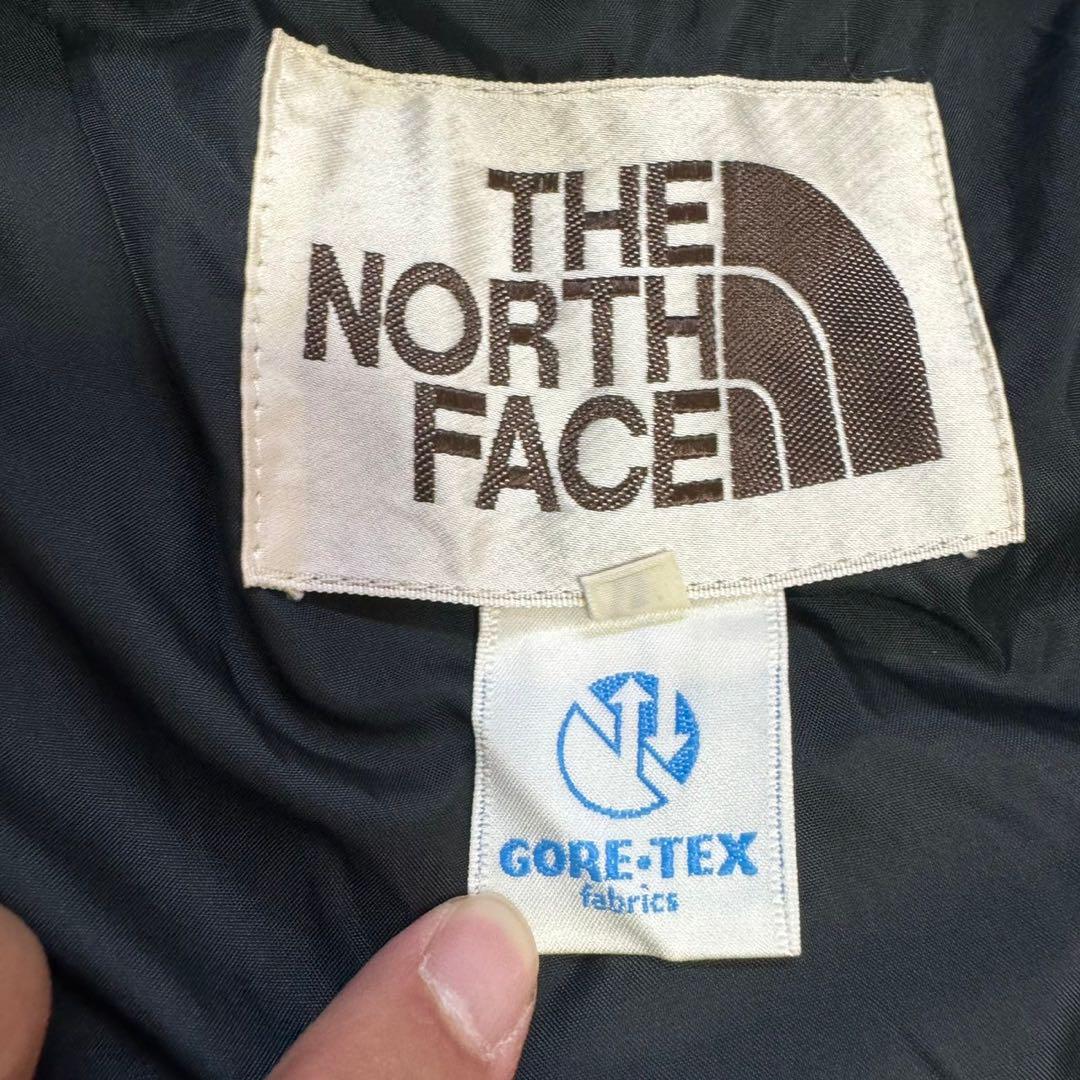 THE
NORTH
FACE
GORE-TEX
fabrics